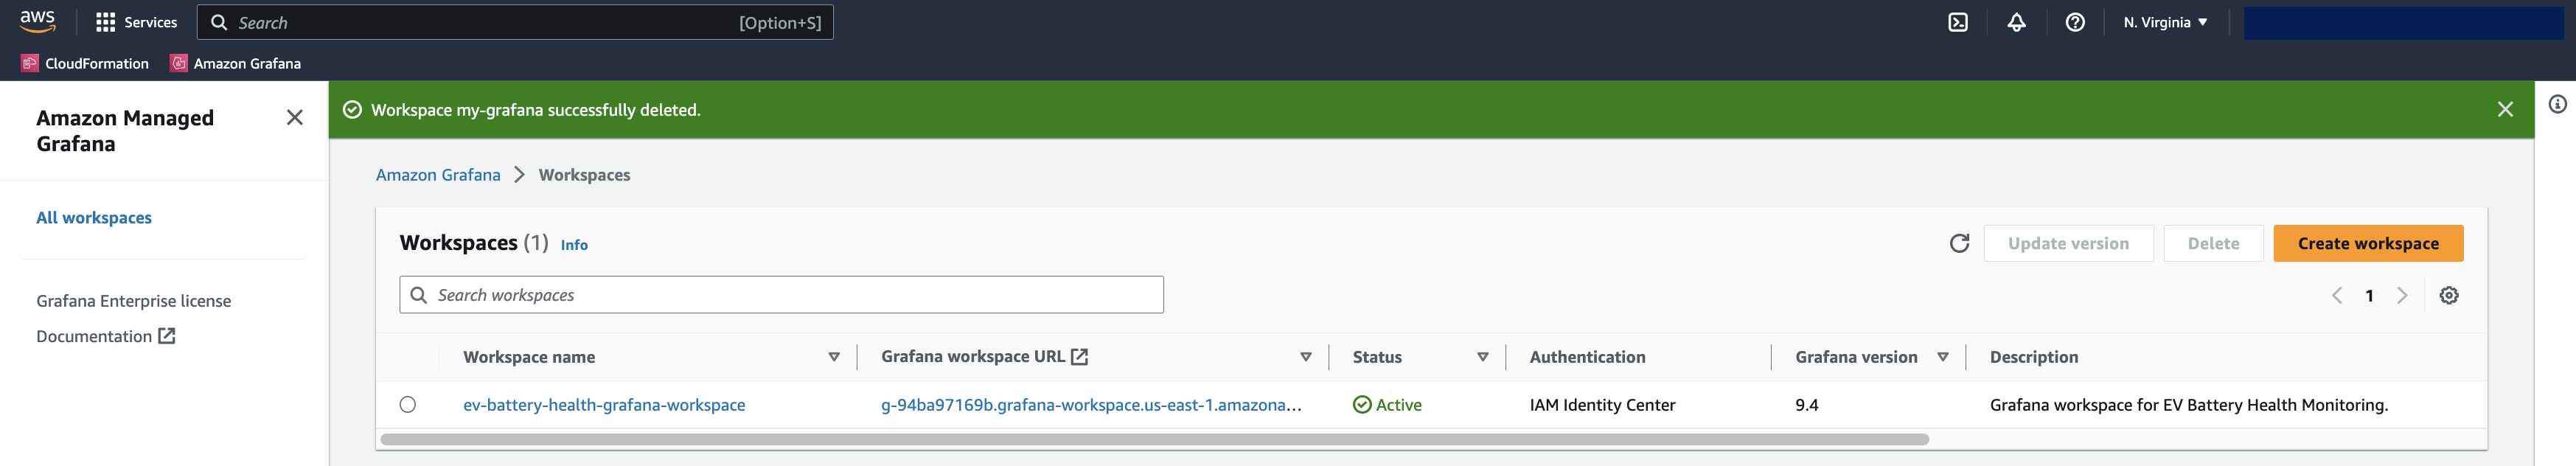 aws Services Search [Option+S] N. Virginia
CloudFormation Amazon Grafana
Amazon Managed Grafana
Workspace my-grafana successfully deleted.
All workspaces
Grafana Enterprise license
Documentation
Amazon Grafana Workspaces
Workspaces (1) Info Update version Delete Create workspace
Search workspaces 1
Workspace name Grafana workspace URL Status Authentication Grafana version Description
ev-battery-health-grafana-workspace g-94ba97169b.grafana-workspace.us-east-1.amazona... Active IAM Identity Center 9.4 Grafana workspace for EV Battery Health Monitoring.